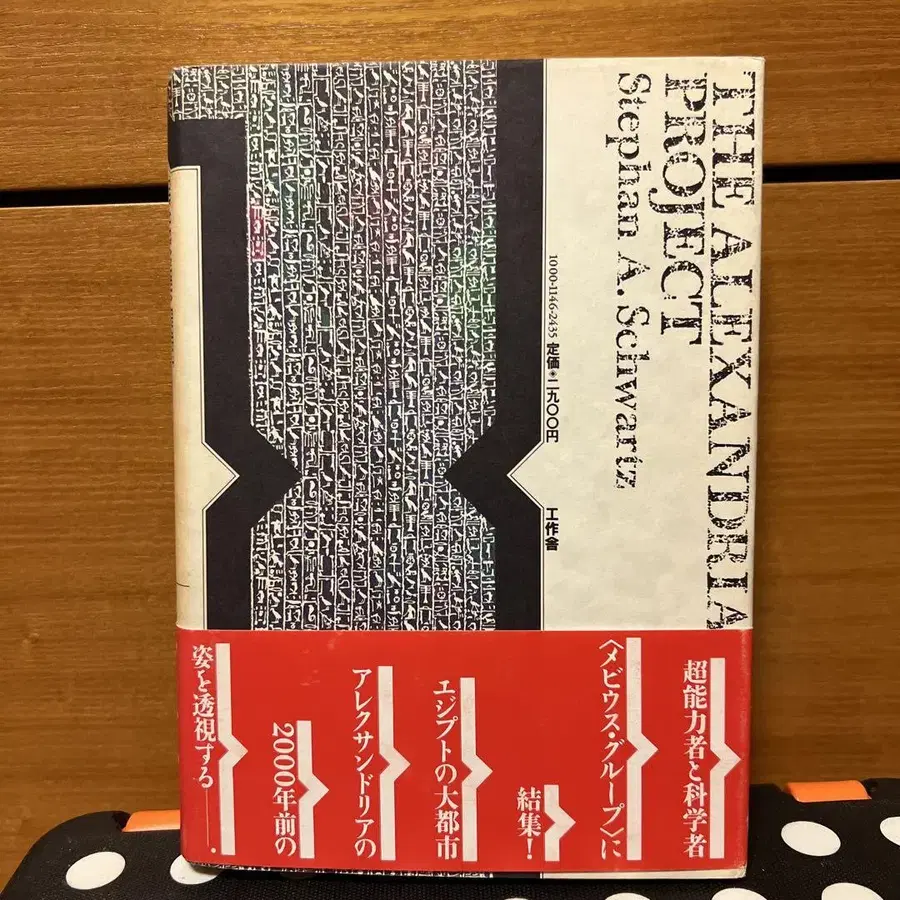 THE ALEXANDRIA
PROJECT
Stephan A. Schwartz
1000-1146-2435 定価◉二九〇〇円
工作舎
超能力者と科学者
〈メビウス・グループ〉に
結集!
エジプトの大都市
アレクサンドリアの
2000年前の
姿を透視する——.